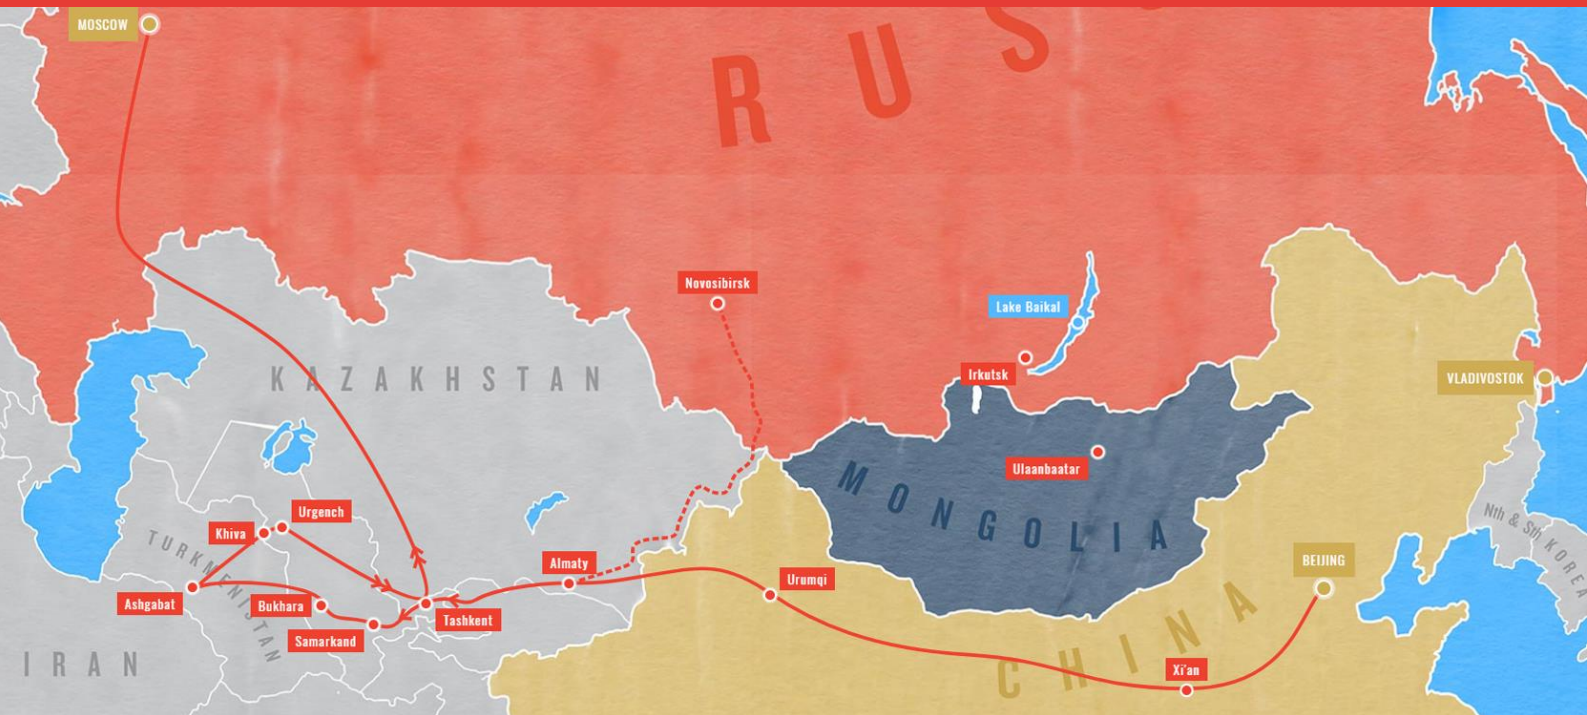 MOSCOW
RUS
Novosibirsk
Lake Baikal
Irkutsk
KAZAKHSTAN
VLADIVOSTOK
Ulaanbaatar
MONGOLIA
Urgench
Khiva
Nth & Sth KOREA
TURKMENISTAN
Almaty
BEIJING
Urumqi
Ashgabat
Bukhara
Tashkent
Samarkand
CHINA
IRAN
Xi'an